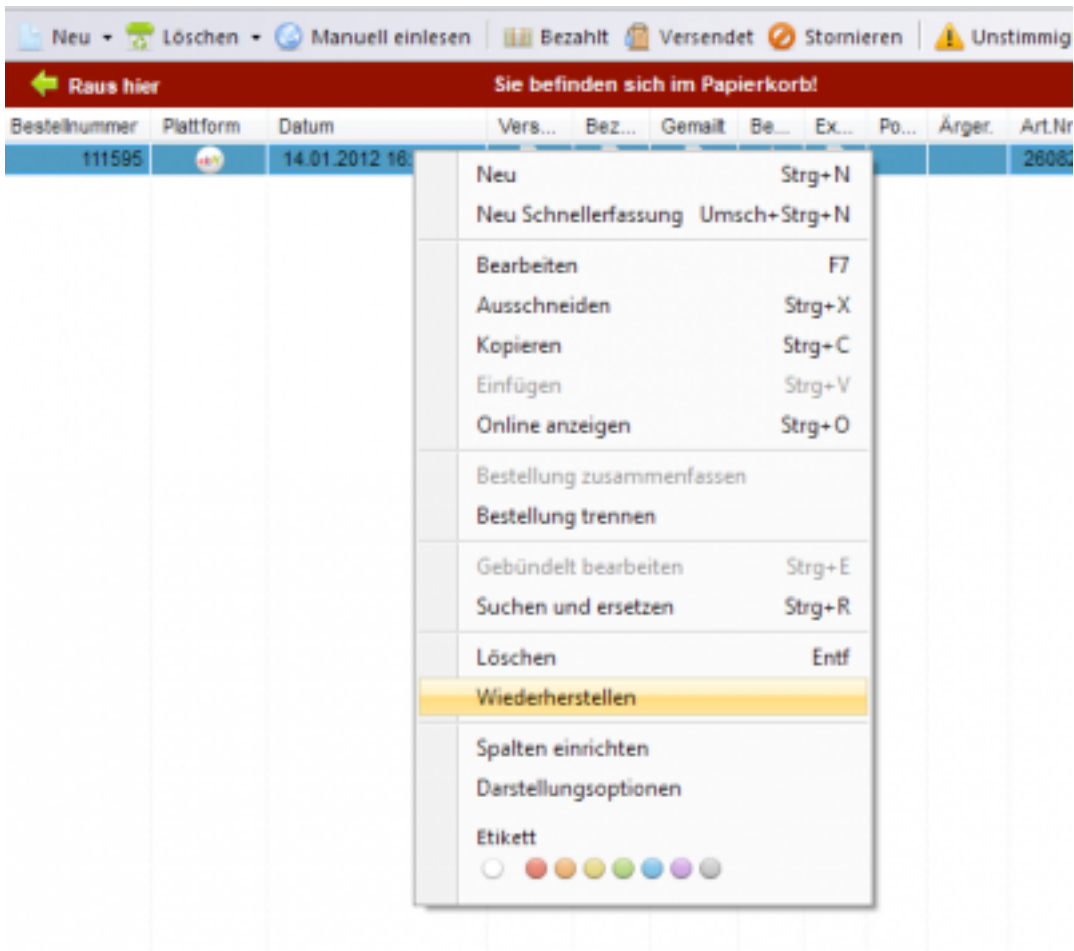 Neu Löschen Manuell einlesen Bezahlt Versendet Stornieren Unstimmig
Raus hier Sie befinden sich im Papierkorb!
Bestellnummer Plattform Datum Vers... Bez... Gemailt Be... Ex... Po... Ärger. Art.Nr
111595 14.01.2012 16: 26082
Neu Strg+N
Neu Schnellerfassung Umsch+Strg+N
Bearbeiten F7
Ausschneiden Strg+X
Kopieren Strg+C
Einfügen Strg+V
Online anzeigen Strg+O
Bestellung zusammenfassen
Bestellung trennen
Gebündelt bearbeiten Strg+E
Suchen und ersetzen Strg+R
Löschen Entf
Wiederherstellen
Spalten einrichten
Darstellungsoptionen
Etikett